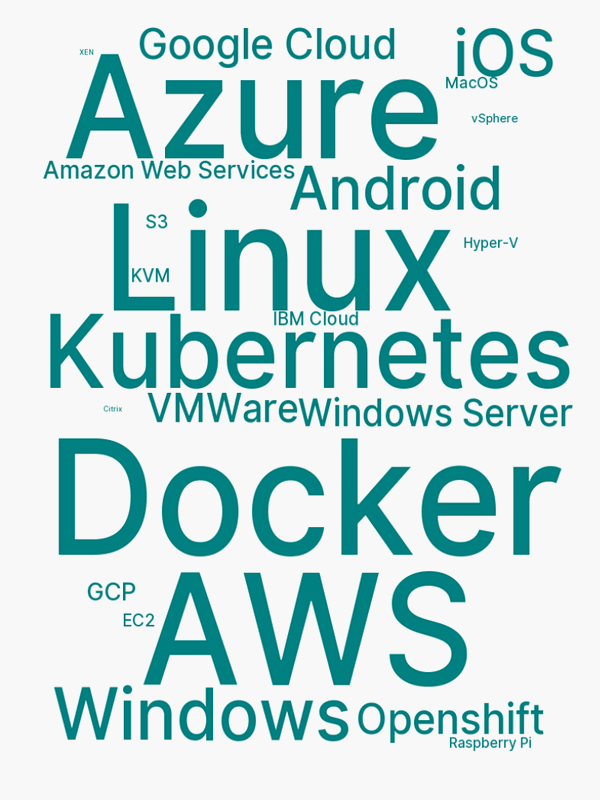 Google Cloud
iOS
XEN
Azure
MacOS
vSphere
Amazon Web Services
Android
S3
Linux
Hyper-V
KVM
IBM Cloud
Kubernetes
Citrix
VMWare
Windows Server
Docker
GCP
AWS
EC2
Windows
Openshift
Raspberry Pi